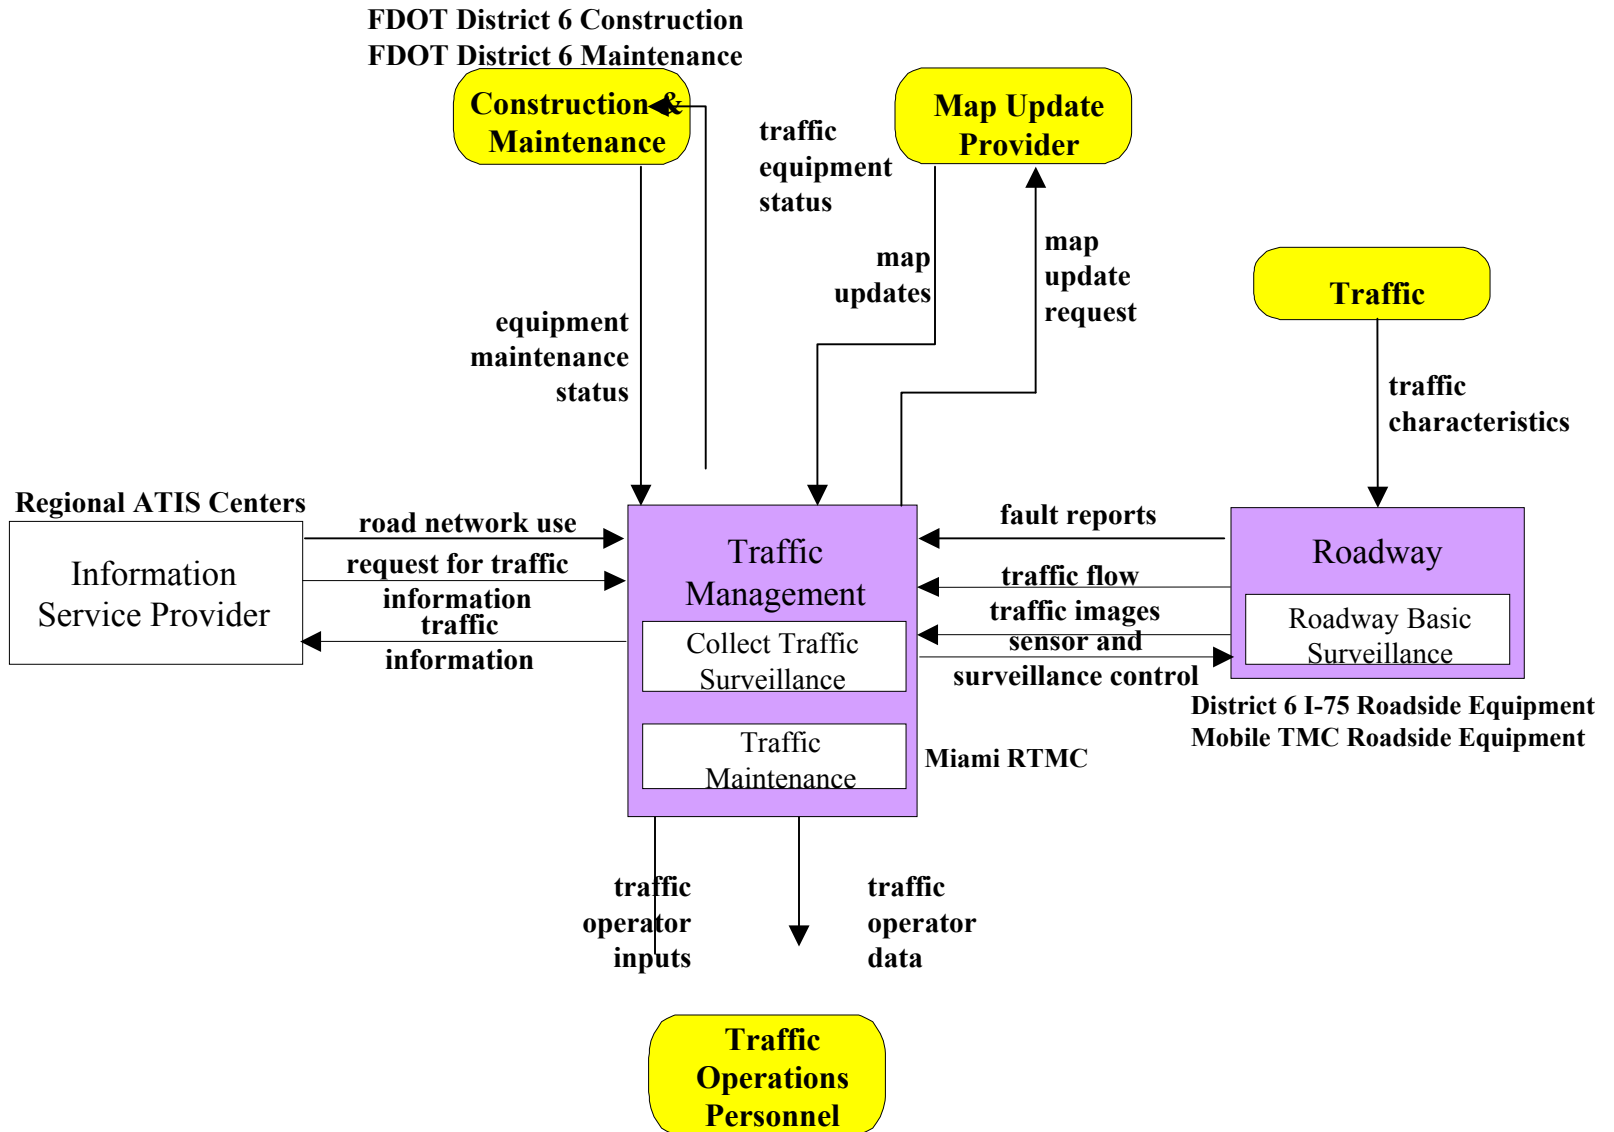 FDOT District 6 Construction
FDOT District 6 Maintenance
Construction &
Maintenance
traffic
equipment
status
Map Update
Provider
map
updates
map
update
request
Traffic
equipment
maintenance
status
traffic
characteristics
Regional ATIS Centers
Information
Service Provider
road network use
request for traffic
information
traffic
information
Traffic
Management
Collect Traffic
Surveillance
Traffic
Maintenance
Miami RTMC
fault reports
traffic flow
traffic images
sensor and
surveillance control
Roadway
Roadway Basic
Surveillance
District 6 I-75 Roadside Equipment
Mobile TMC Roadside Equipment
traffic
operator
inputs
traffic
operator
data
Traffic
Operations
Personnel